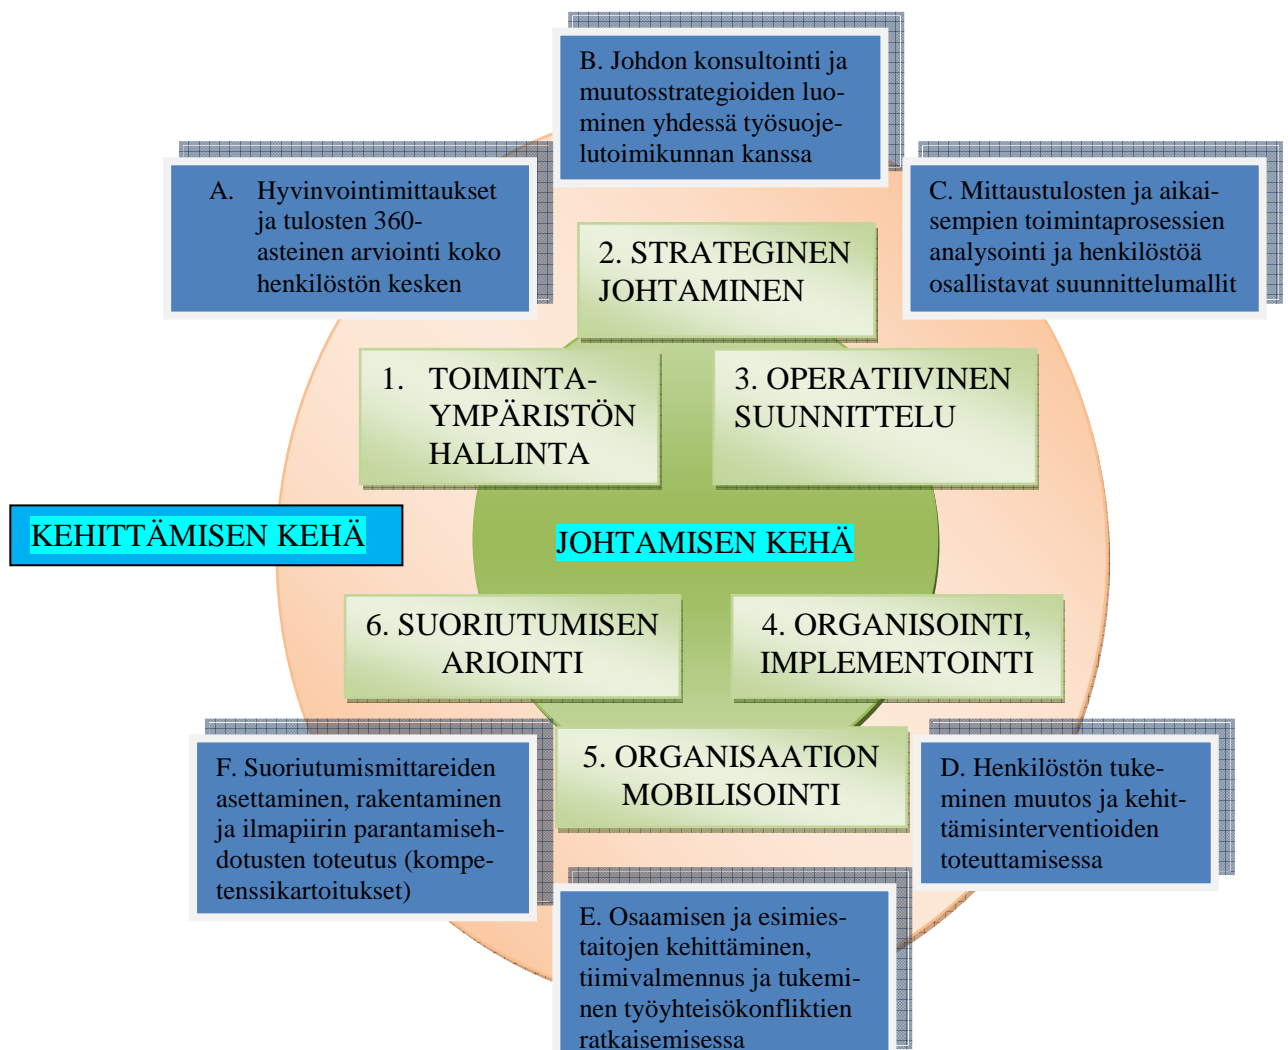 B. Johdon konsultointi ja
muutosstrategioiden luo-
minen yhdessä työsuoje-
lutoimikunnan kanssa
A. Hyvinvointimittaukset
ja tulosten 360-
asteinen arviointi koko
henkilöstön kesken
C. Mittaustulosten ja aikai-
sempien toimintaprosessien
analysointi ja henkilöstöä
osallistavat suunnittelumallit
2. STRATEGINEN
JOHTAMINEN
1. TOIMINTA-
YMPÄRISTÖN
HALLINTA
3. OPERATIIVINEN
SUUNNITTELU
KEHITTÄMISEN KEHÄ
JOHTAMISEN KEHÄ
6. SUORIUTUMISEN
ARIOINTI
4. ORGANISOINTI,
IMPLEMENTOINTI
5. ORGANISAATION
MOBILISOINTI
F. Suoriutumismittareiden
asettaminen, rakentaminen
ja ilmapiirin parantamiseh-
dotusten toteutus (kompe-
tenssikartoitukset)
D. Henkilöstön tuke-
minen muutos ja kehit-
tämisinterventioiden
toteuttamisessa
E. Osaamisen ja esimies-
taitojen kehittäminen,
tiimivalmennus ja tukemi-
nen työyhteisökonfliktien
ratkaisemisessa